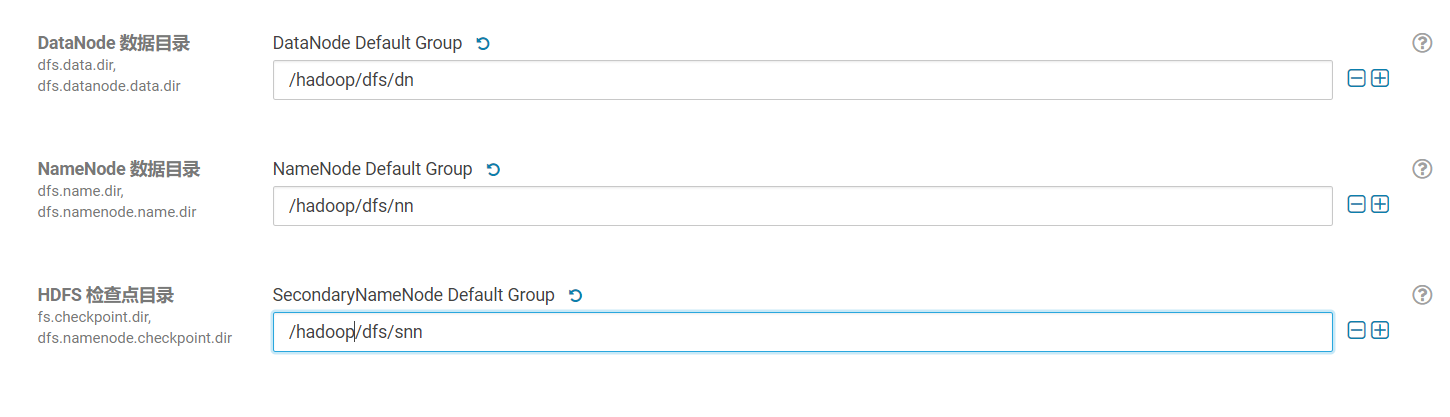 DataNode 数据目录
DataNode Default Group
dfs.data.dir,
dfs.datanode.data.dir
/hadoop/dfs/dn
NameNode 数据目录
NameNode Default Group
dfs.name.dir,
dfs.namenode.name.dir
/hadoop/dfs/nn
HDFS 检查点目录
SecondaryNameNode Default Group
fs.checkpoint.dir,
dfs.namenode.checkpoint.dir
/hadoop/dfs/snn